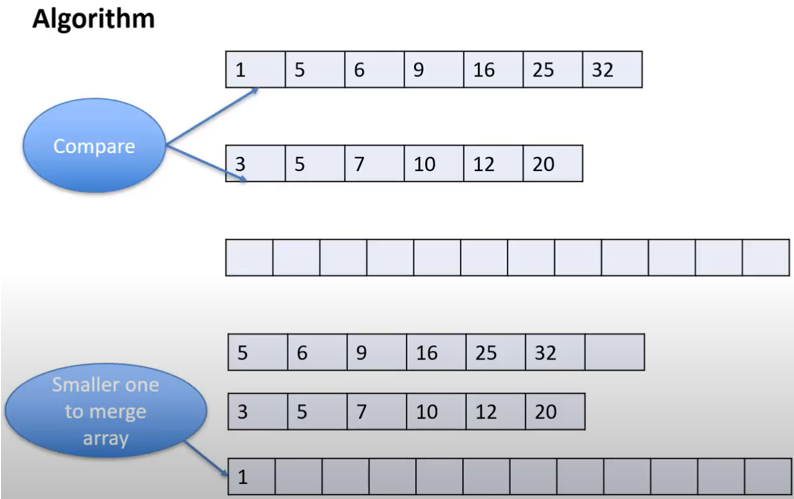 Algorithm
1 5 6 9 16 25 32
Compare
3 5 7 10 12 20
5 6 9 16 25 32
Smaller one
to merge
array
3 5 7 10 12 20
1